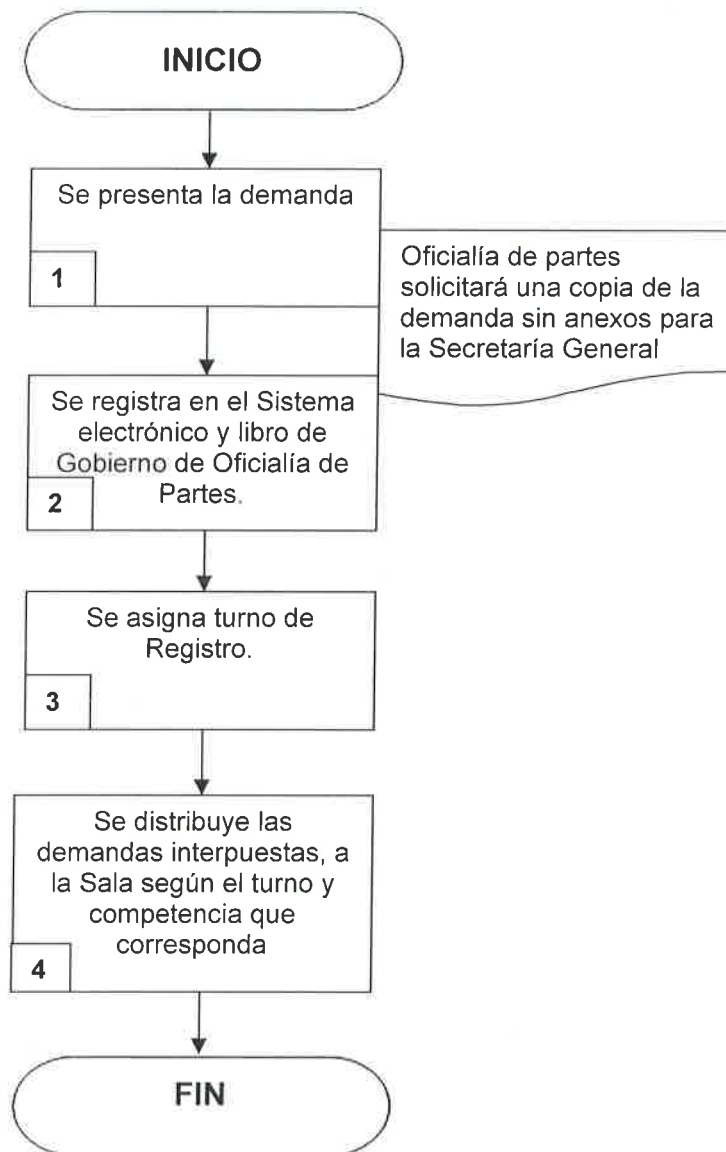 INICIO
Se presenta la demanda
1
Oficialía de partes
solicitará una copia de la
demanda sin anexos para
la Secretaría General
Se registra en el Sistema
electrónico y libro de
Gobierno de Oficialía de
Partes.
2
Se asigna turno de
Registro.
3
Se distribuye las
demandas interpuestas, a
la Sala según el turno y
competencia que
corresponda
4
FIN